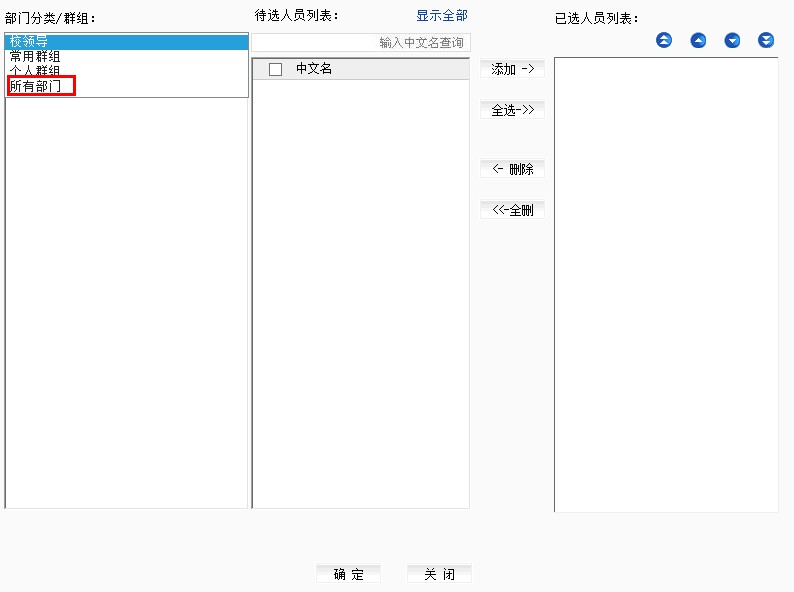 部门分类/群组：
校领导
常用群组
个人群组
所有部门
待选人员列表：
显示全部
输入中文名查询
中文名
添加 ->
全选->>
<- 删除
<<-全删
已选人员列表：
确 定
关 闭